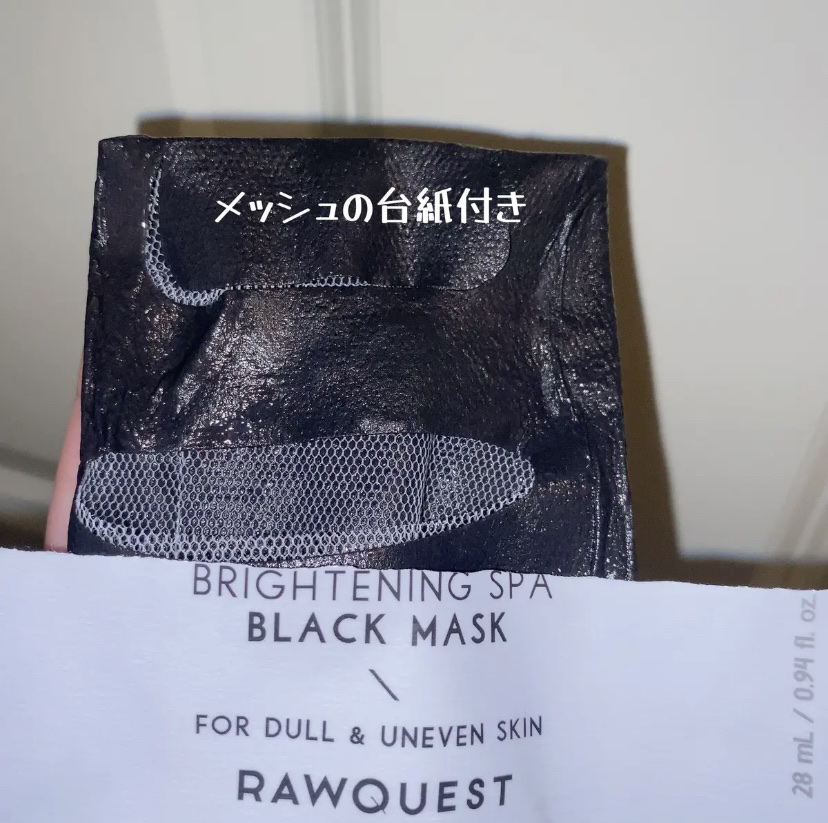 メッシュの台紙付き
BRIGHTENING SPA
BLACK MASK
\
FOR DULL & UNEVEN SKIN
RAWQUEST
28 mL / 0.94 fl. oz.